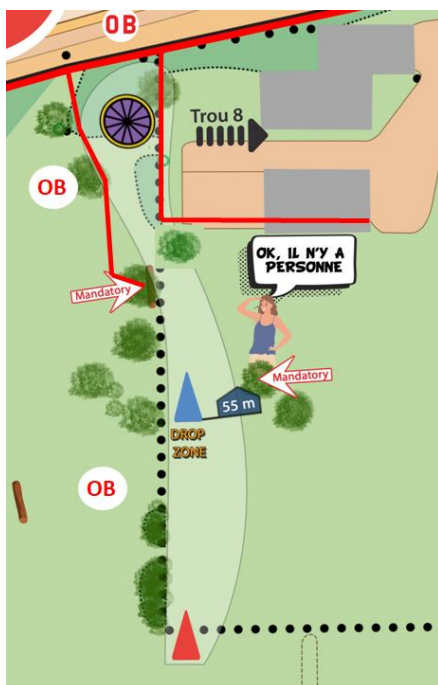 OB
Trou 8
OB
OK, IL N'Y A
PERSONNE
Mandatory
Mandatory
55 m
DROP
ZONE
OB